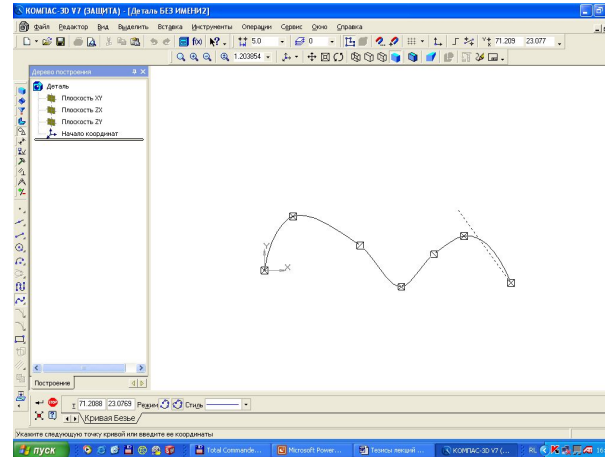 КОМПАС-3D V7 (ЗАЩИТА) - [Деталь БЕЗ ИМЕНИ2]
Файл Редактор Вид Выделить Вставка Инструменты Операции Сервис Окно Справка
5.0 0 71.209 23.077
1.203854
Дерево построения
Деталь
Плоскость XY
Плоскость ZX
Плоскость ZY
Начало координат
Y
X
Построение
т 71.2088 23.0769 Режим Стиль
Кривая Безье
Укажите следующую точку кривой или введите ее координаты
пуск Total Commande... Microsoft Power... Тезисы лекций ... КОМПАС-3D V7 (... RL